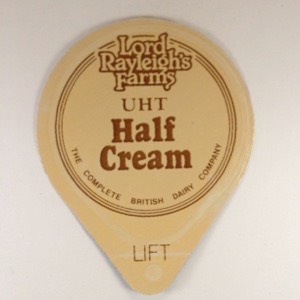 Lord
Rayleigh's
Farms
UHT
Half
Cream
THE COMPLETE BRITISH DAIRY COMPANY
LIFT